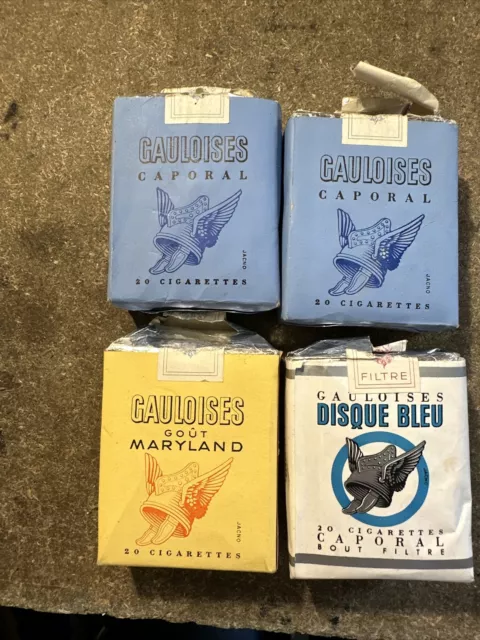 GAULOISES
CAPORAL
JACNO
20 CIGARETTES
GAULOISES
CAPORAL
JACNO
20 CIGARETTES
GAULOISES
GOÛT
MARYLAND
JACNO
20 CIGARETTES
FILTRE
GAULOISES
DISQUE BLEU
JACNO
20 CIGARETTES
CAPORAL
BOUT FILTRE